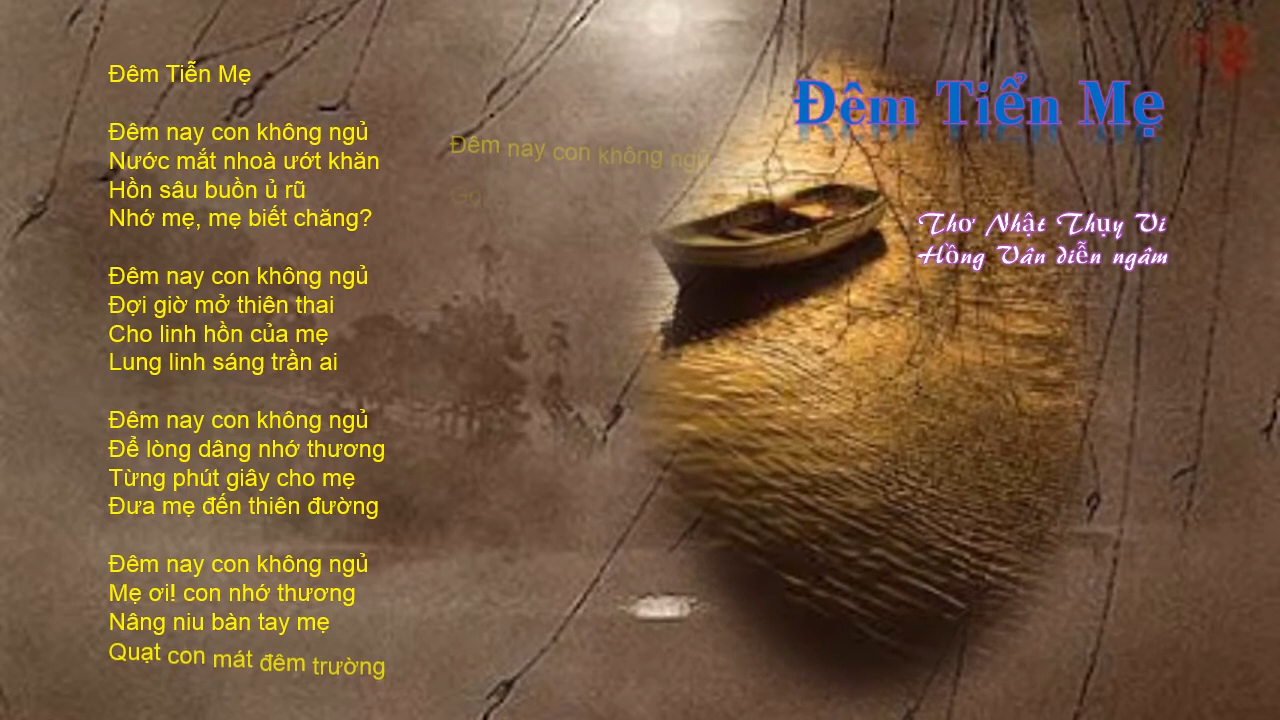 Đêm Tiễn Mẹ
Đêm nay con không ngủ
Nước mắt nhoà ướt khăn
Hồn sâu buồn ủ rũ
Nhớ mẹ, mẹ biết chăng?
Đêm nay con không ngủ
Đợi giờ mở thiên thai
Cho linh hồn của mẹ
Lung linh sáng trần ai
Đêm nay con không ngủ
Để lòng dâng nhớ thương
Từng phút giây cho mẹ
Đưa mẹ đến thiên đường
Đêm nay con không ngủ
Mẹ ơi! con nhớ thương
Nâng niu bàn tay mẹ
Quạt con mát đêm trường
Đêm nay con không ngủ
Đêm Tiển Mẹ
Thơ Nhật Thụy Vi
Hồng Vân diễn ngâm